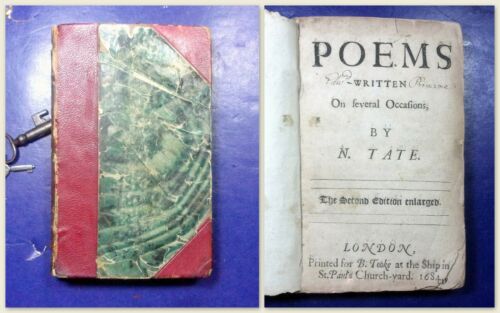 POEMS
WRITTEN
On ſeveral Occaſions,
BY
N. TATE.
The Second Edition enlarged.
LONDON,
Printed for B. Tooke at the Ship in
St. Paul's Church-yard. 1684.